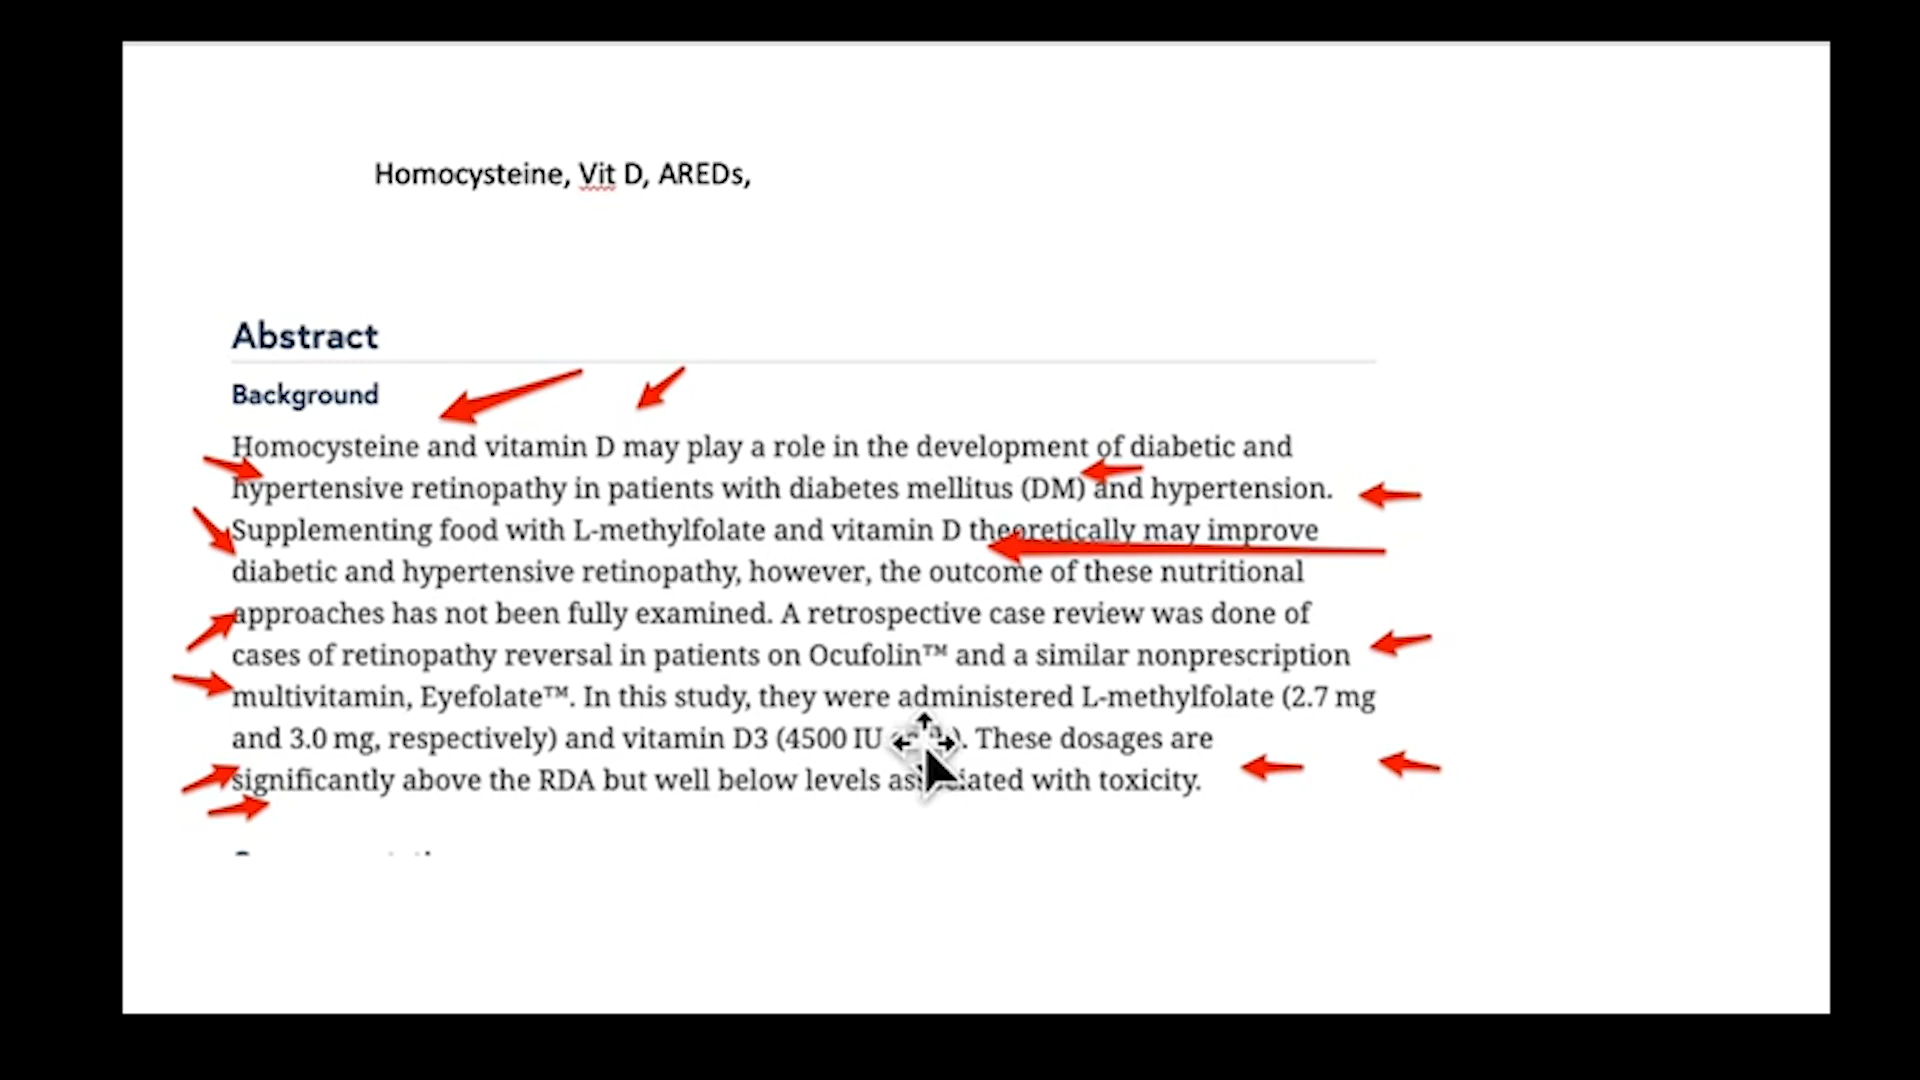 Homocysteine, Vit D, AREDs,
Abstract
Background
Homocysteine and vitamin D may play a role in the development of diabetic and
hypertensive retinopathy in patients with diabetes mellitus (DM) and hypertension.
Supplementing food with L-methylfolate and vitamin D theoretically may improve
diabetic and hypertensive retinopathy, however, the outcome of these nutritional
approaches has not been fully examined. A retrospective case review was done of
cases of retinopathy reversal in patients on Ocufolin™ and a similar nonprescription
multivitamin, Eyefolate™. In this study, they were administered L-methylfolate (2.7 mg
and 3.0 mg, respectively) and vitamin D3 (4500 IU ). These dosages are
significantly above the RDA but well below levels associated with toxicity.